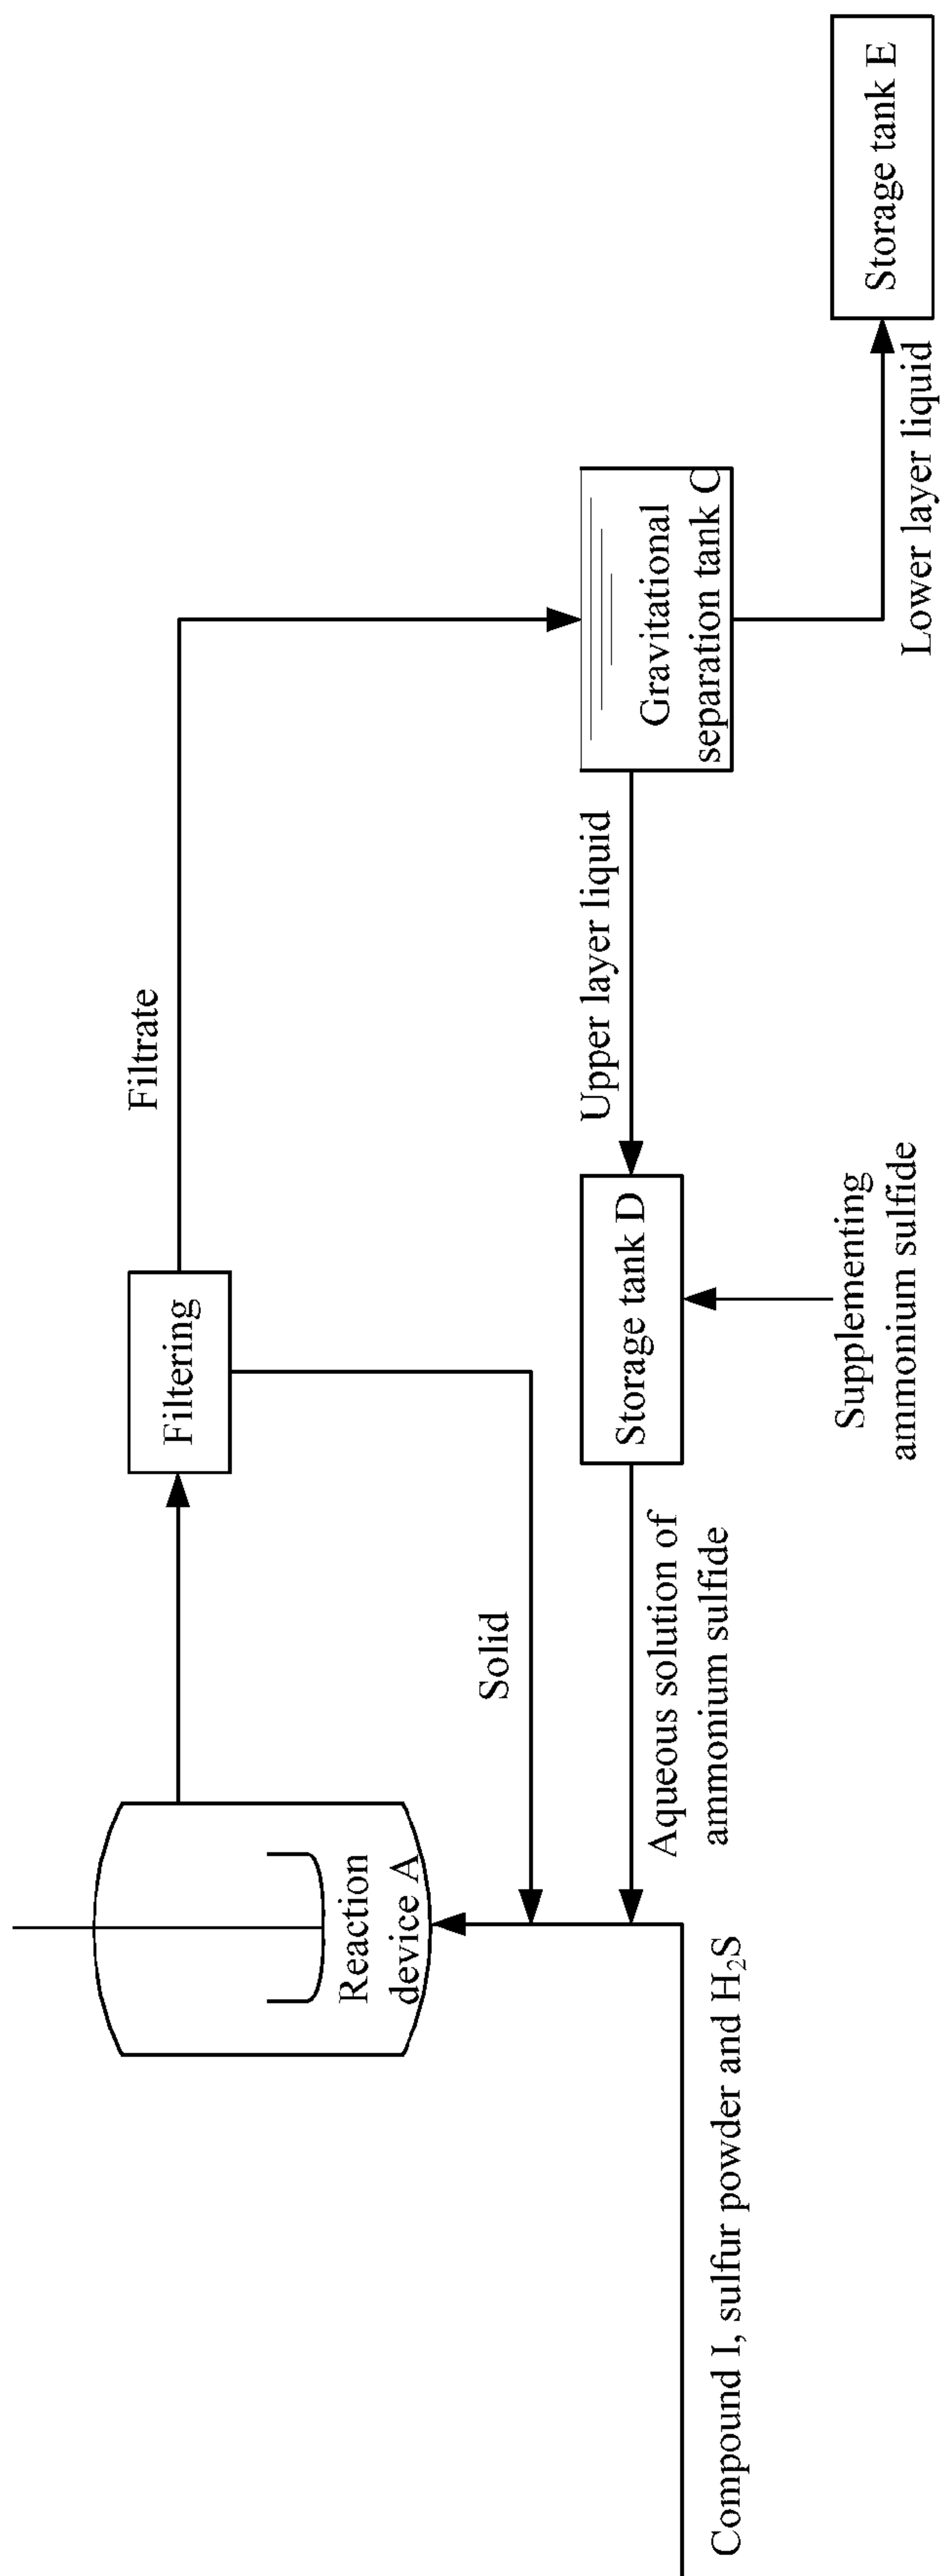 Reaction
device A
Filtering
Filtrate
Solid
Aqueous solution of
ammonium sulfide
Storage tank D
Supplementing
ammonium sulfide
Upper layer liquid
Gravitational
separation tank C
Lower layer liquid
Storage tank E
Compound I, sulfur powder and H₂S